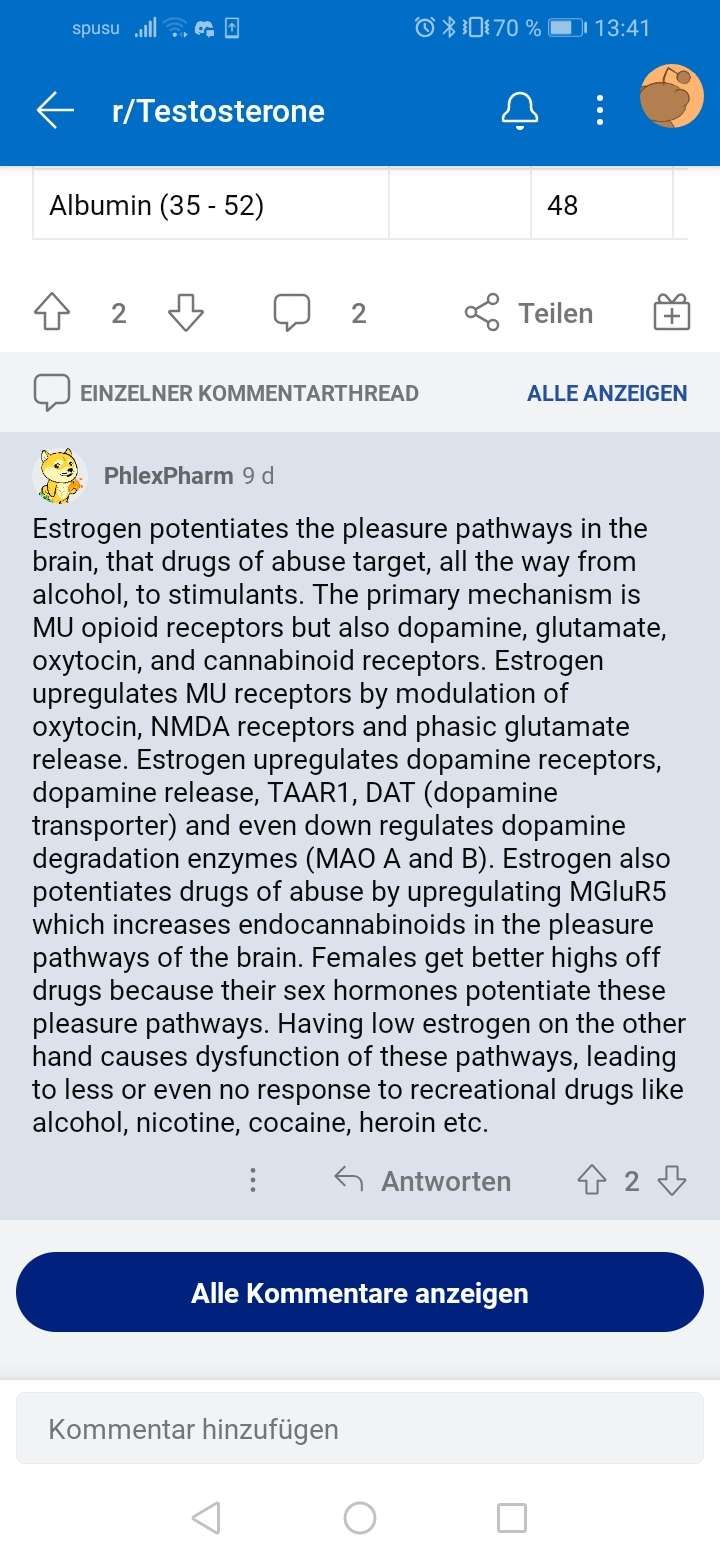 spusu 70 % 13:41
r/Testosterone
Albumin (35 - 52) 48
2 2 Teilen
EINZELNER KOMMENTARTHREAD ALLE ANZEIGEN
PhlexPharm 9 d
Estrogen potentiates the pleasure pathways in the
brain, that drugs of abuse target, all the way from
alcohol, to stimulants. The primary mechanism is
MU opioid receptors but also dopamine, glutamate,
oxytocin, and cannabinoid receptors. Estrogen
upregulates MU receptors by modulation of
oxytocin, NMDA receptors and phasic glutamate
release. Estrogen upregulates dopamine receptors,
dopamine release, TAAR1, DAT (dopamine
transporter) and even down regulates dopamine
degradation enzymes (MAO A and B). Estrogen also
potentiates drugs of abuse by upregulating MGluR5
which increases endocannabinoids in the pleasure
pathways of the brain. Females get better highs off
drugs because their sex hormones potentiate these
pleasure pathways. Having low estrogen on the other
hand causes dysfunction of these pathways, leading
to less or even no response to recreational drugs like
alcohol, nicotine, cocaine, heroin etc.
Antworten 2
Alle Kommentare anzeigen
Kommentar hinzufügen